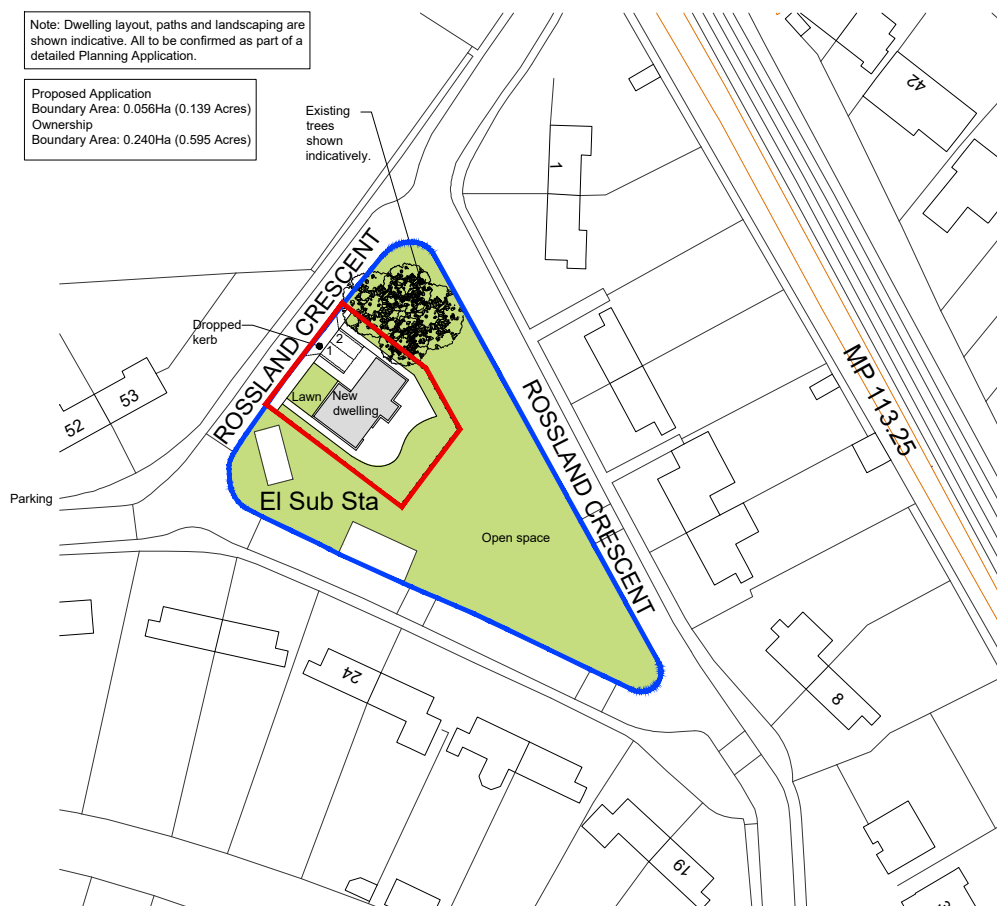 Note: Dwelling layout, paths and landscaping are
shown indicative. All to be confirmed as part of a
detailed Planning Application.
Proposed Application
Boundary Area: 0.056Ha (0.139 Acres)
Ownership
Boundary Area: 0.240Ha (0.595 Acres)
Existing
trees
shown
indicatively.
42
1
ROSSLAND CRESCENT
Dropped
kerb
2
1
MP 113.25
Lawn
New
dwelling
53
52
ROSSLAND CRESCENT
Parking
El Sub Sta
Open space
24
8
19